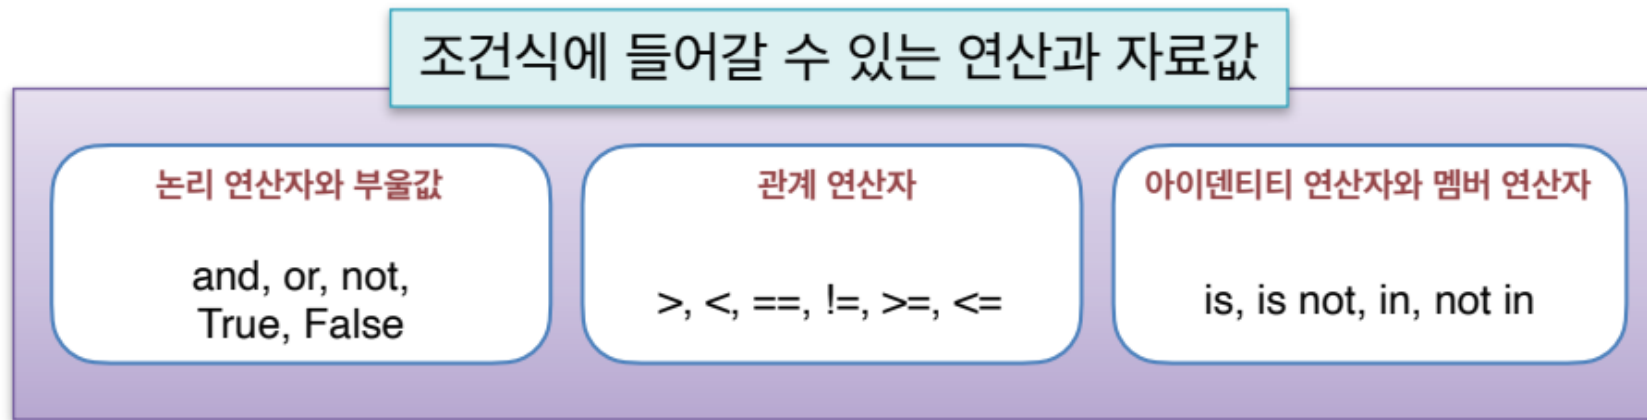 조건식에 들어갈 수 있는 연산과 자료값
논리 연산자와 부울값
and, or, not,
True, False
관계 연산자
>, <, ==, !=, >=, <=
아이덴티티 연산자와 멤버 연산자
is, is not, in, not in